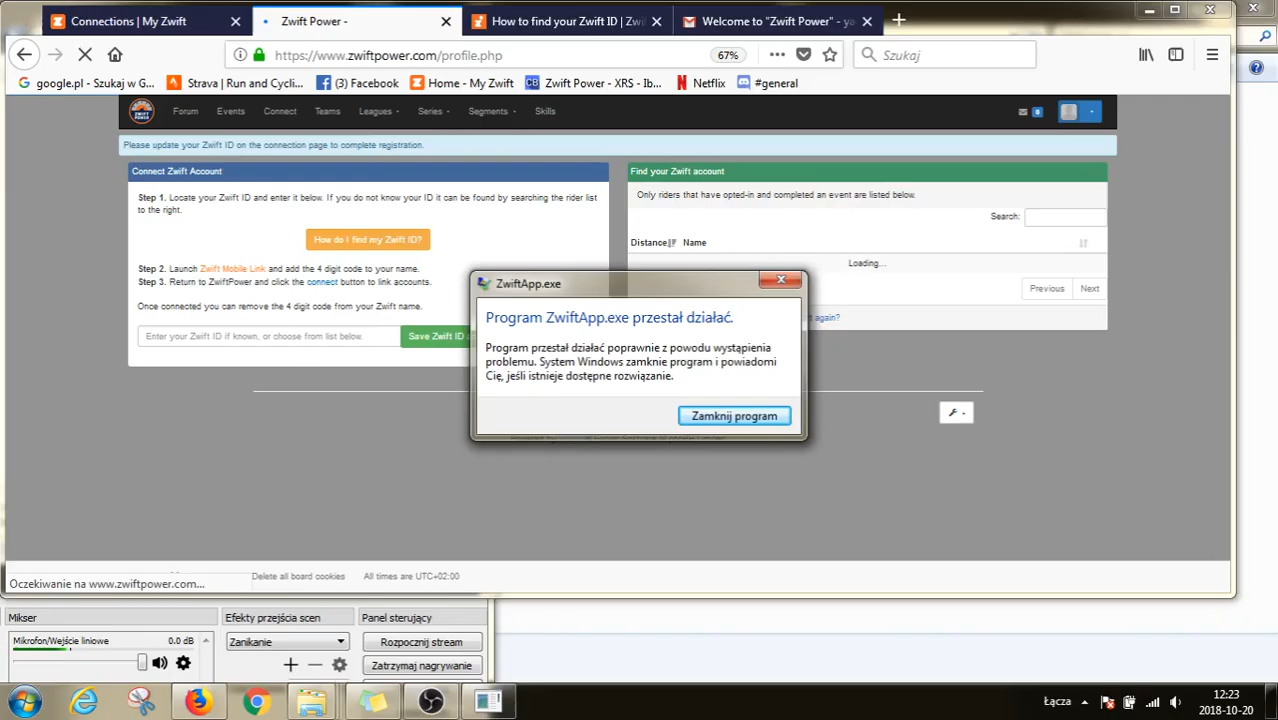 Connections | My Zwift
Zwift Power -
How to find your Zwift ID | Zwi
Welcome to "Zwift Power" - ya
https://www.zwiftpower.com/profile.php
67%
Szukaj
google.pl - Szukaj w G...
Strava | Run and Cycli...
(3) Facebook
Home - My Zwift
Zwift Power - XRS - Ib...
Netflix
#general
Forum
Events
Connect
Teams
Leagues
Series
Segments
Skills
0
Please update your Zwift ID on the connection page to complete registration.
Connect Zwift Account
Step 1. Locate your Zwift ID and enter it below. If you do not know your ID it can be found by searching the rider list
to the right.
How do I find my Zwift ID?
Step 2. Launch Zwift Mobile Link and add the 4 digit code to your name.
Step 3. Return to ZwiftPower and click the connect button to link accounts.
Once connected you can remove the 4 digit code from your Zwift name.
Enter your Zwift ID if known, or choose from list below.
Save Zwift ID
Find your Zwift account
Only riders that have opted-in and completed an event are listed below.
Search:
Distance
Name
Loading...
Previous
Next
again?
ZwiftApp.exe
Program ZwiftApp.exe przestał działać.
Program przestał działać poprawnie z powodu wystąpienia
problemu. System Windows zamknie program i powiadomi
Cię, jeśli istnieje dostępne rozwiązanie.
Zamknij program
Oczekiwanie na www.zwiftpower.com...
Delete all board cookies
All times are UTC+02:00
Mikser
Efekty przejścia scen
Panel sterujący
Mikrofon/Wejście liniowe
0.0 dB
Zanikanie
Rozpocznij stream
Zatrzymaj nagrywanie
Łącza
12:23
2018-10-20